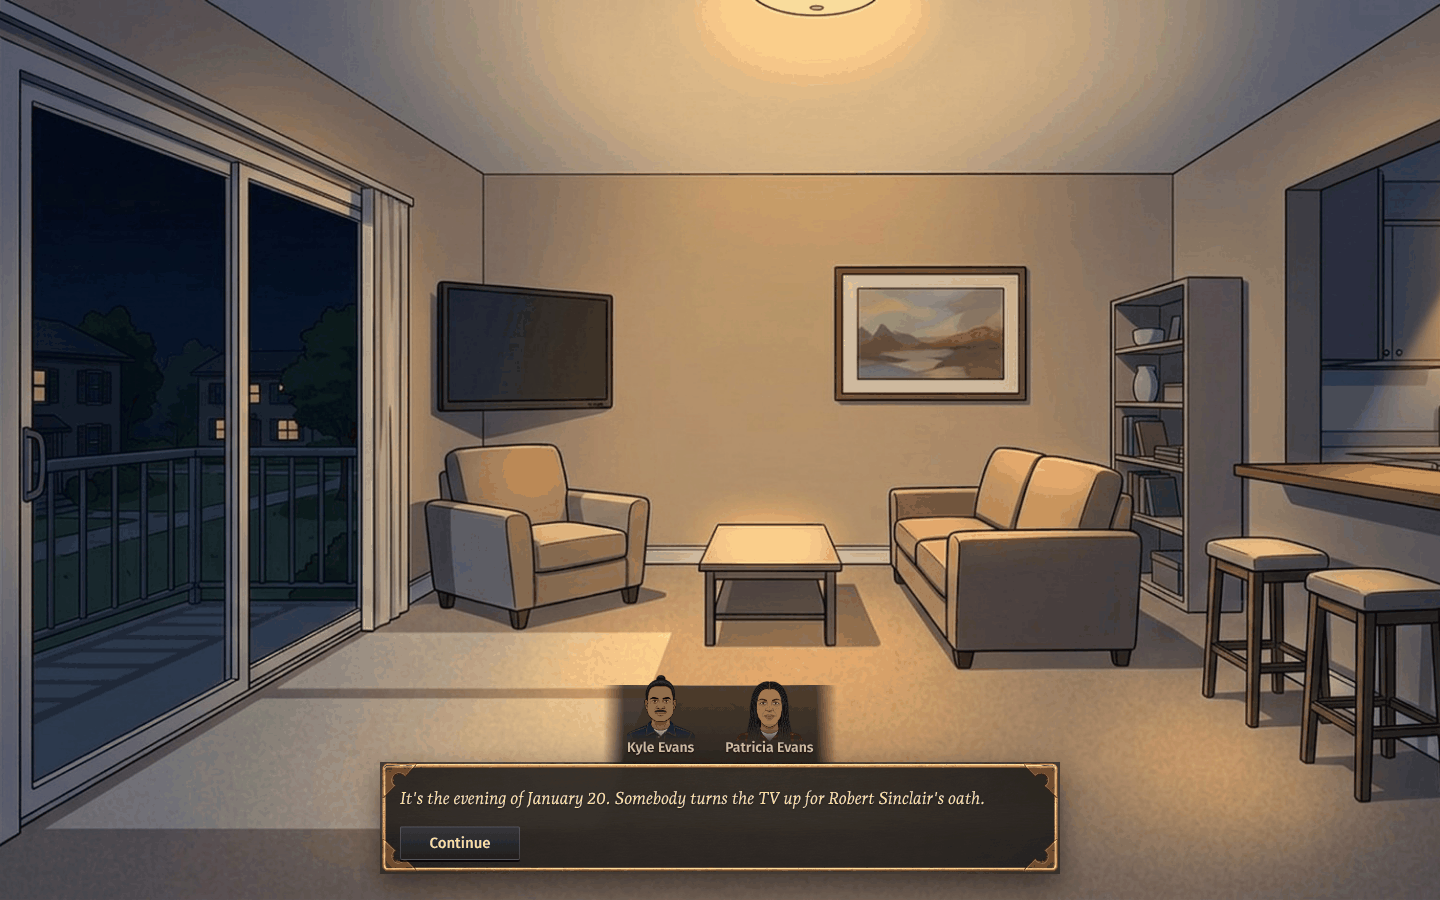 Kyle Evans
Patricia Evans
It's the evening of January 20. Somebody turns the TV up for Robert Sinclair's oath.
Continue